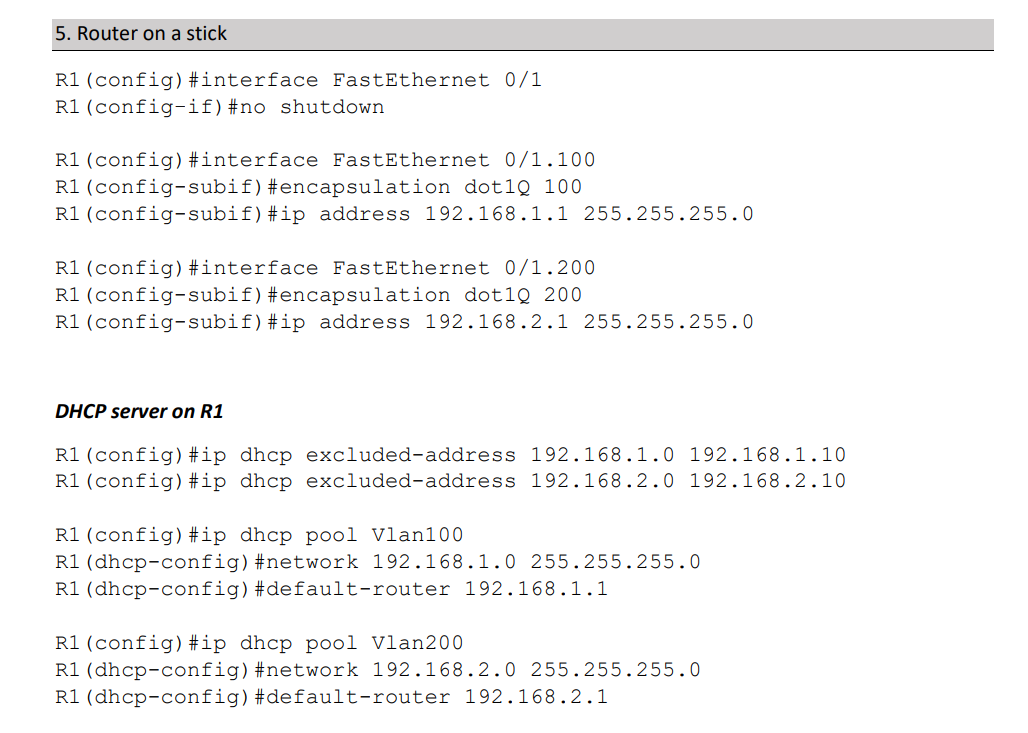 5. Router on a stick
R1(config)#interface FastEthernet 0/1
R1(config-if)#no shutdown
R1(config)#interface FastEthernet 0/1.100
R1(config-subif)#encapsulation dot1Q 100
R1(config-subif)#ip address 192.168.1.1 255.255.255.0
R1(config)#interface FastEthernet 0/1.200
R1(config-subif)#encapsulation dot1Q 200
R1(config-subif)#ip address 192.168.2.1 255.255.255.0
DHCP server on R1
R1(config)#ip dhcp excluded-address 192.168.1.0 192.168.1.10
R1(config)#ip dhcp excluded-address 192.168.2.0 192.168.2.10
R1(config)#ip dhcp pool Vlan100
R1(dhcp-config)#network 192.168.1.0 255.255.255.0
R1(dhcp-config)#default-router 192.168.1.1
R1(config)#ip dhcp pool Vlan200
R1(dhcp-config)#network 192.168.2.0 255.255.255.0
R1(dhcp-config)#default-router 192.168.2.1